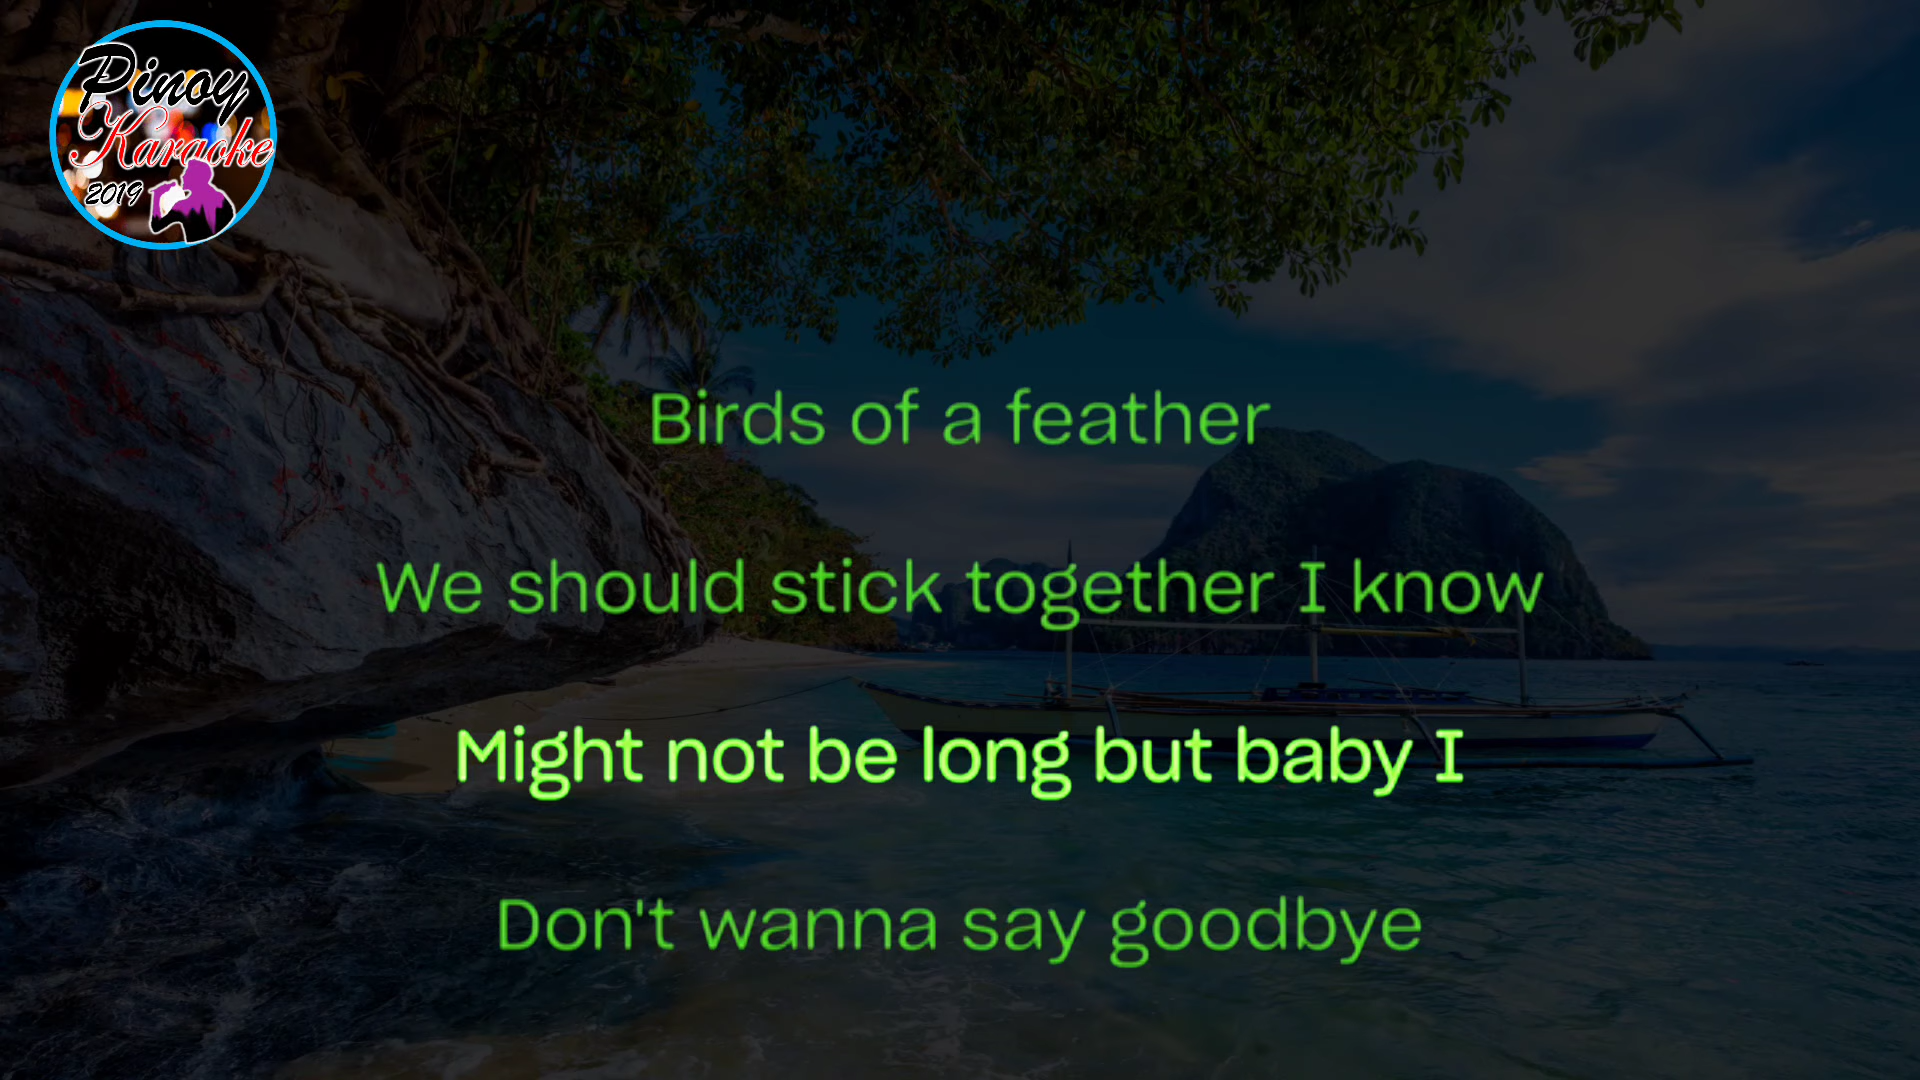 Pinoy
Karaoke
2019
Birds of a feather
We should stick together I know
Might not be long but baby I
Don't wanna say goodbye